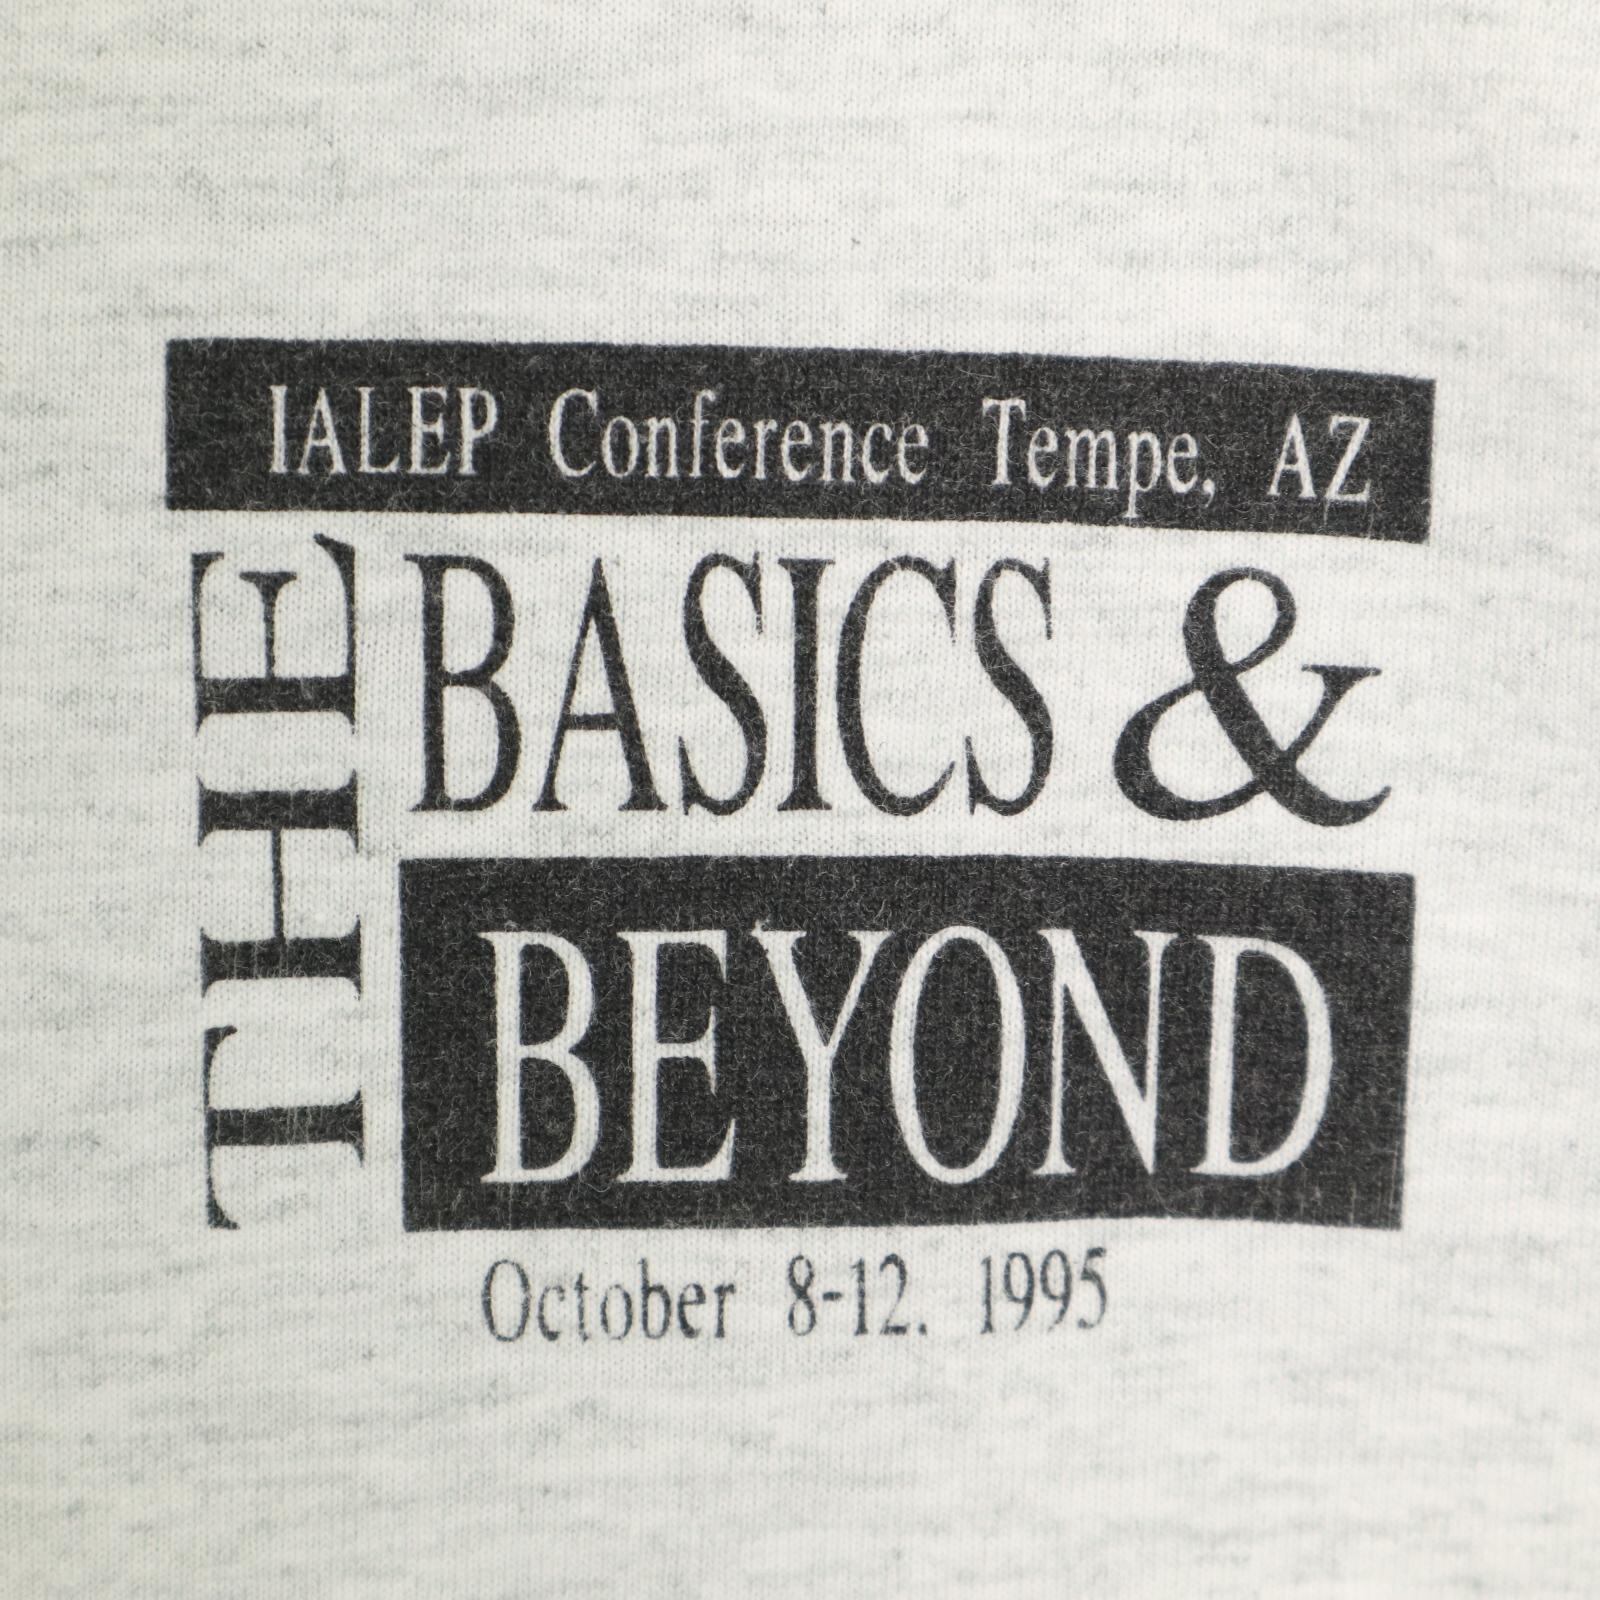 IALEP Conference Tempe, AZ
THE
BASICS &
BEYOND
October 8-12. 1995